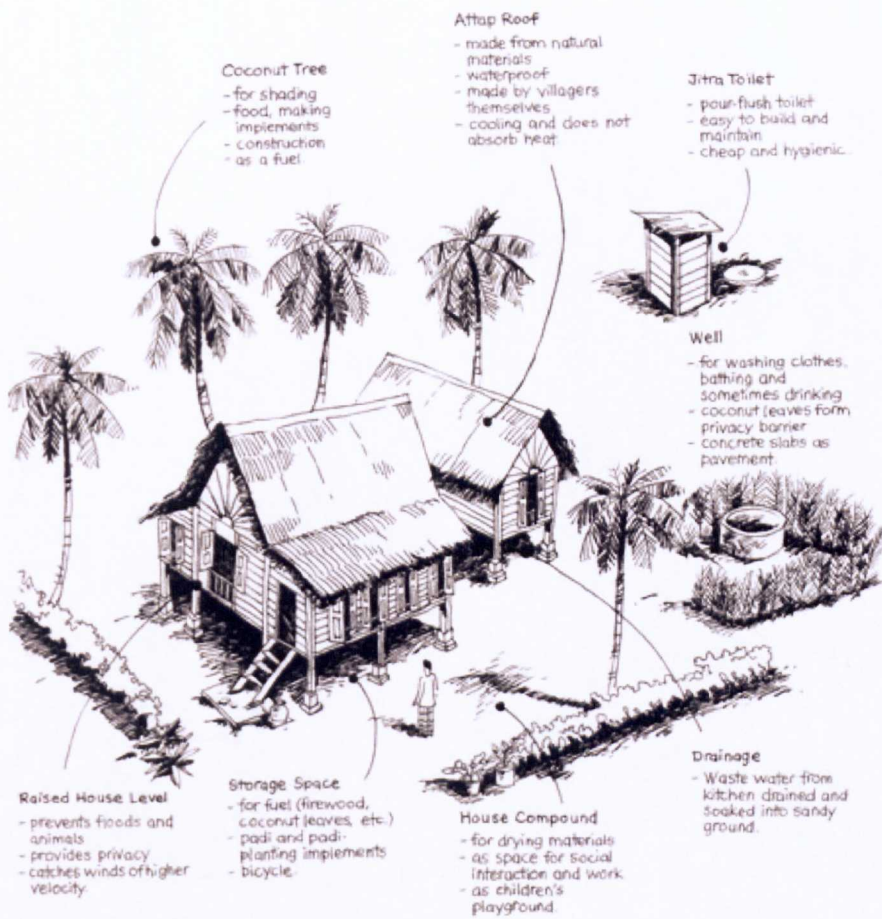 Attap Roof
- made from natural
materials
- waterproof
- made by villagers
themselves
- cooling and does not
absorb heat.
Coconut Tree
- for shading
- food, making
implements
- construction
- as a fuel.
Jitra Toilet
- pour-flush toilet
- easy to build and
maintain
- cheap and hygienic.
Well
- for washing clothes,
bathing and
sometimes drinking
- coconut leaves form
privacy barrier
- concrete slabs as
pavement.
Raised House Level
- prevents floods and
animals
- provides privacy
- catches winds of higher
velocity.
Storage Space
- for fuel (firewood,
coconut leaves, etc.)
- padi and padi-
planting implements
- bicycle.
House Compound
- for drying materials
- as space for social
interaction and work
- as children's
playground.
Drainage
- Waste water from
kitchen drained and
soaked into sandy
ground.